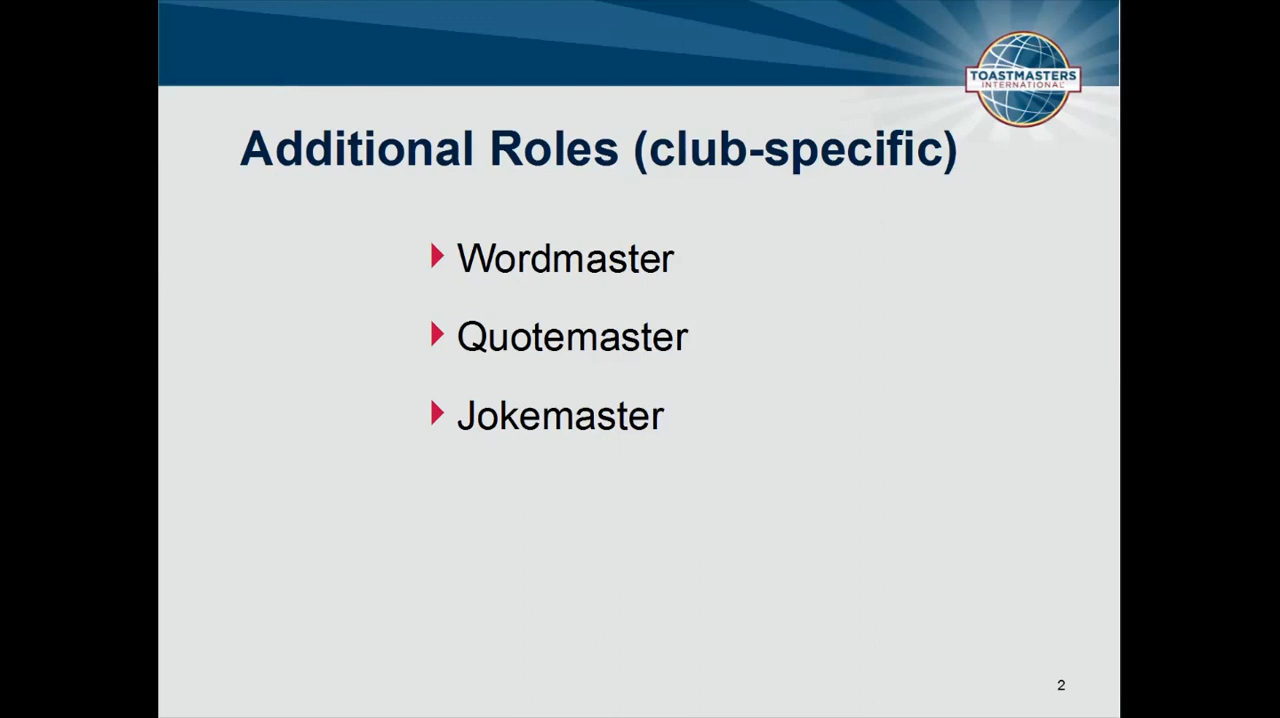 TOASTMASTERS
INTERNATIONAL
Additional Roles (club-specific)
Wordmaster
Quotemaster
Jokemaster
2